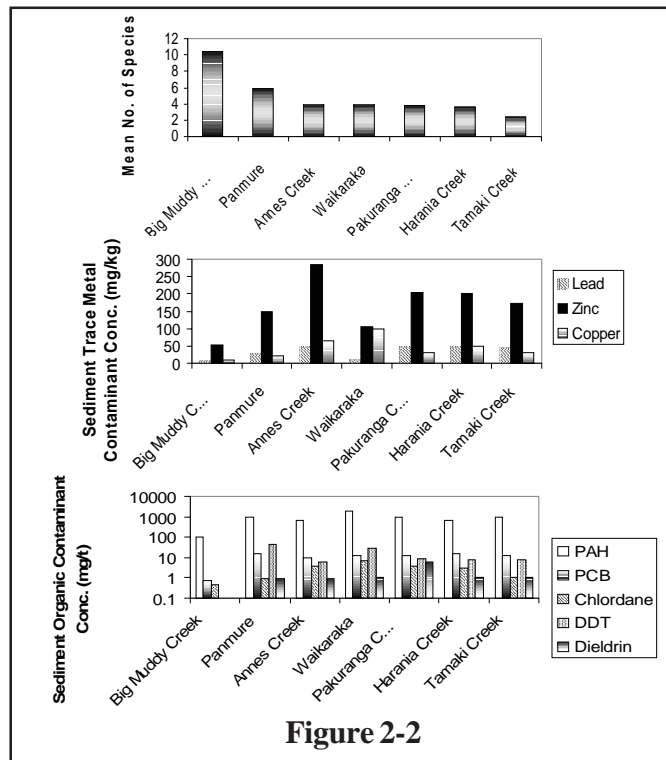 Mean No. of Species
12
10
8
6
4
2
0
Big Muddy ...
Panmure
Annes Creek
Waikaraka
Pakuranga ...
Harania Creek
Tamaki Creek
Sediment Trace Metal
Contaminant Conc. (mg/kg)
300
250
200
150
100
50
0
Big Muddy C...
Panmure
Annes Creek
Waikaraka
Pakuranga C...
Harania Creek
Tamaki Creek
Lead
Zinc
Copper
Sediment Organic Contaminant
Conc. (mg/t)
10000
1000
100
10
1
0.1
Big Muddy Creek
Panmure
Annes Creek
Waikaraka
Pakuranga C...
Harania Creek
Tamaki Creek
PAH
PCB
Chlordane
DDT
Dieldrin
Figure 2-2